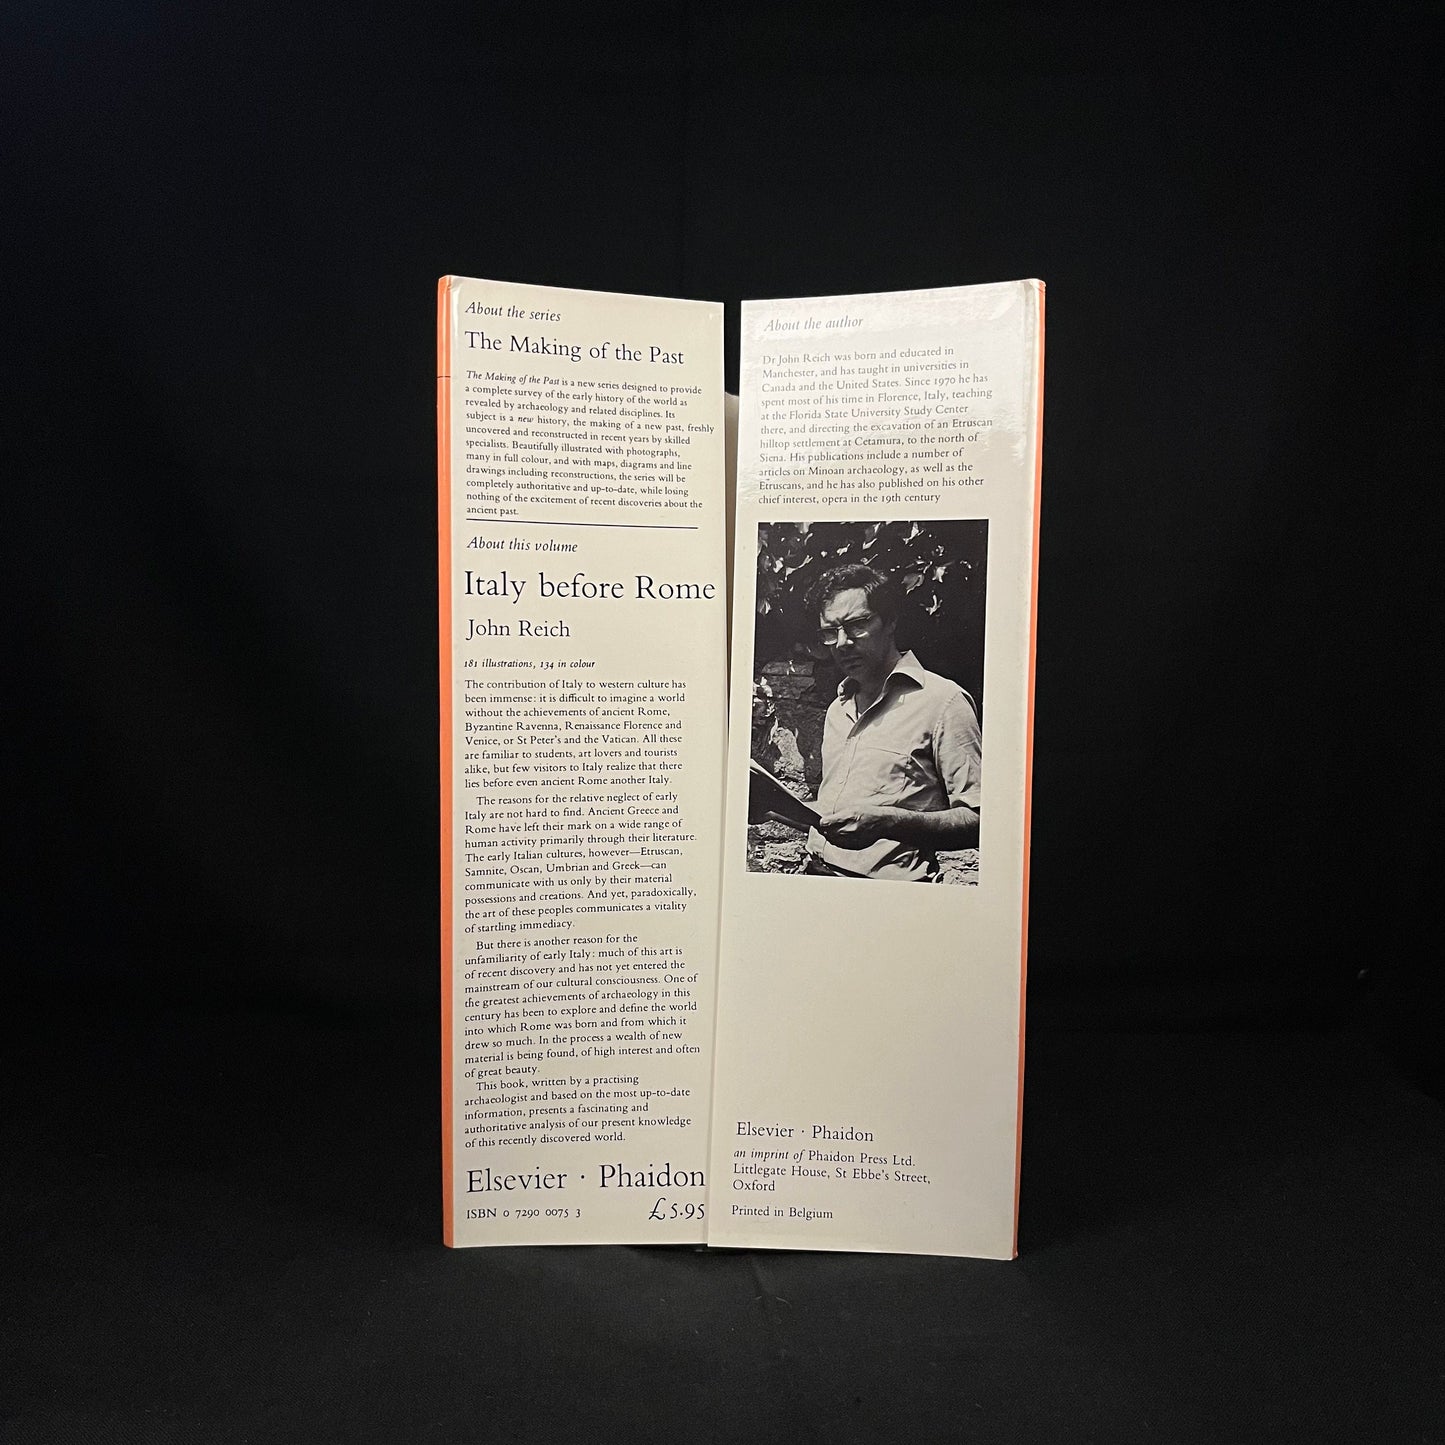 About the series
The Making of the Past
The Making of the Past is a new series designed to provide
a complete survey of the early history of the world as
revealed by archaeology and related disciplines. Its
subject is a new history, the making of a new past, freshly
uncovered and reconstructed in recent years by skilled
specialists. Beautifully illustrated with photographs,
many in full colour, and with maps, diagrams and line
drawings including reconstructions, the series will be
completely authoritative and up-to-date, while losing
nothing of the excitement of recent discoveries about the
ancient past.
About this volume
Italy before Rome
John Reich
181 illustrations, 134 in colour
The contribution of Italy to western culture has
been immense: it is difficult to imagine a world
without the achievements of ancient Rome,
Byzantine Ravenna, Renaissance Florence and
Venice, or St Peter's and the Vatican. All these
are familiar to students, art lovers and tourists
alike, but few visitors to Italy realize that there
lies before even ancient Rome another Italy.
The reasons for the relative neglect of early
Italy are not hard to find. Ancient Greece and
Rome have left their mark on a wide range of
human activity primarily through their literature.
The early Italian cultures, however—Etruscan,
Samnite, Oscan, Umbrian and Greek—can
communicate with us only by their material
possessions and creations. And yet, paradoxically,
the art of these peoples communicates a vitality
of startling immediacy.
But there is another reason for the
unfamiliarity of early Italy: much of this art is
of recent discovery and has not yet entered the
mainstream of our cultural consciousness. One of
the greatest achievements of archaeology in this
century has been to explore and define the world
into which Rome was born and from which it
drew so much. In the process a wealth of new
material is being found, of high interest and often
of great beauty.
This book, written by a practising
archaeologist and based on the most up-to-date
information, presents a fascinating and
authoritative analysis of our present knowledge
of this recently discovered world.
Elsevier · Phaidon
ISBN 0 7290 0075 3 £5.95
About the author
Dr John Reich was born and educated in
Manchester, and has taught in universities in
Canada and the United States. Since 1970 he has
spent most of his time in Florence, Italy, teaching
at the Florida State University Study Center
there, and directing the excavation of an Etruscan
hilltop settlement at Cetamura, to the north of
Siena. His publications include a number of
articles on Minoan archaeology, as well as the
Etruscans, and he has also published on his other
chief interest, opera in the 19th century
Elsevier · Phaidon
an imprint of Phaidon Press Ltd.
Littlegate House, St Ebbe's Street,
Oxford
Printed in Belgium